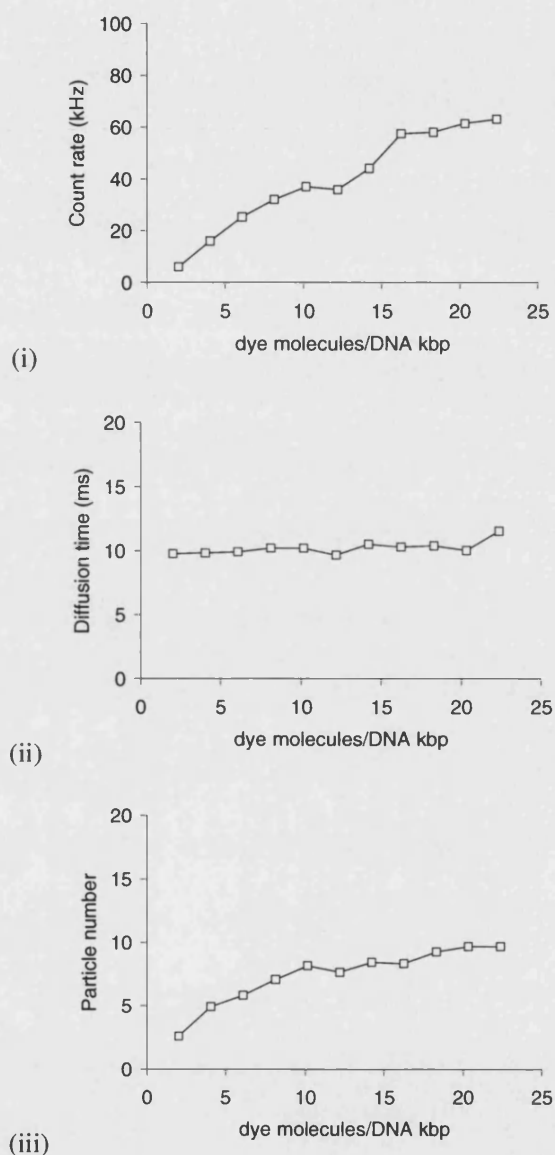 100
80
60
40
20
0
Count rate (kHz)
0 5 10 15 20 25
dye molecules/DNA kbp
(i)
20
15
10
5
0
Diffusion time (ms)
0 5 10 15 20 25
dye molecules/DNA kbp
(ii)
20
15
10
5
0
Particle number
0 5 10 15 20 25
dye molecules/DNA kbp
(iii)